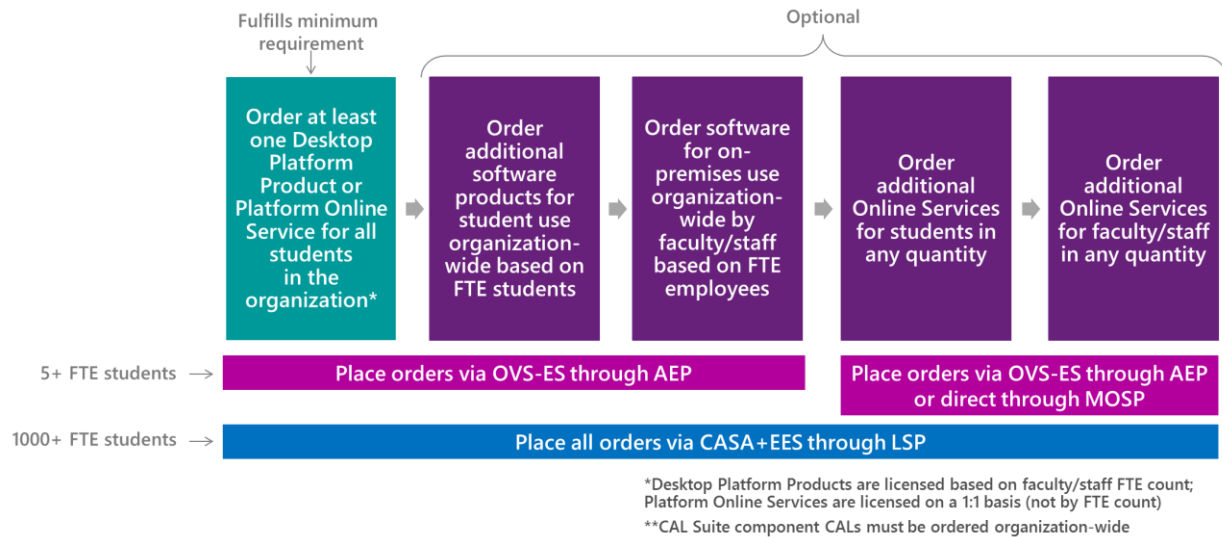 Fulfills minimum
requirement
Optional
Order at least
one Desktop
Platform
Product or
Platform Online
Service for all
students
in the
organization*
Order
additional
software
products for
student use
organization-
wide based on
FTE students
Order software
for on-
premises use
organization-
wide by
faculty/staff
based on FTE
employees
Order
additional
Online Services
for students in
any quantity
Order
additional
Online Services
for faculty/staff
in any quantity
5+ FTE students
Place orders via OVS-ES through AEP
Place orders via OVS-ES through AEP
or direct through MOSP
1000+ FTE students
Place all orders via CASA+EES through LSP
*Desktop Platform Products are licensed based on faculty/staff FTE count;
Platform Online Services are licensed on a 1:1 basis (not by FTE count)
**CAL Suite component CALs must be ordered organization-wide